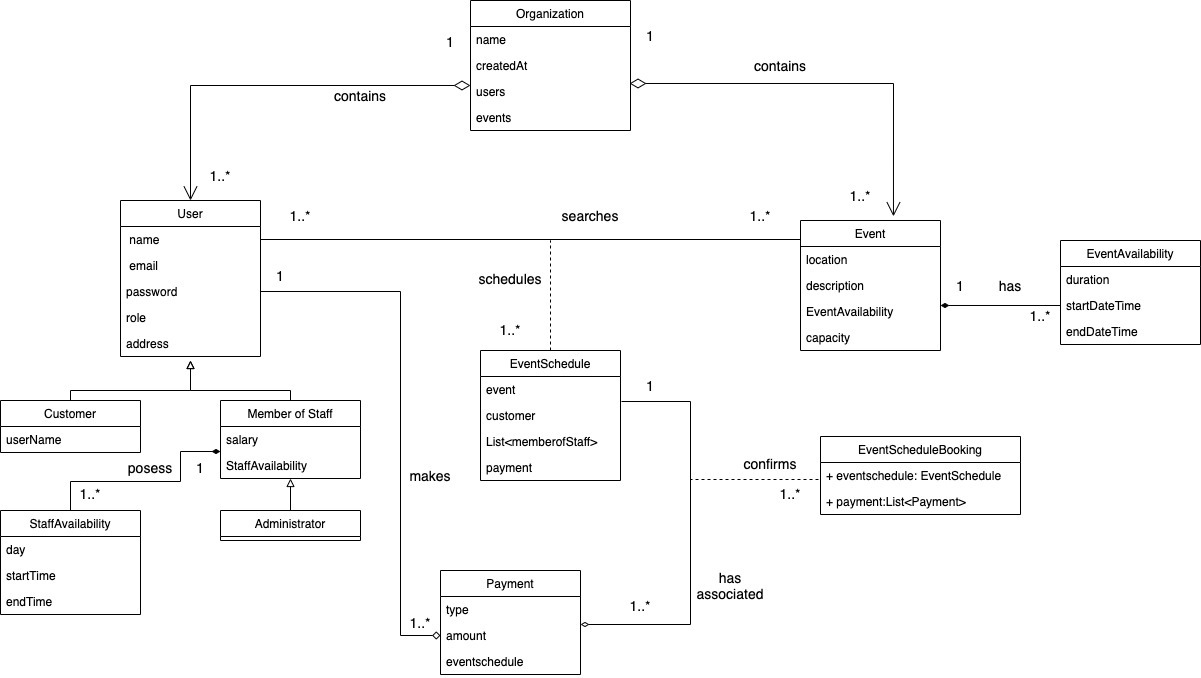 Organization
name
createdAt
users
events
1
1
contains
contains
1..*
1..*
User
name
email
password
role
address
1..*
searches
1..*
1
schedules
1..*
Event
location
description
EventAvailability
capacity
1
has
1..*
EventAvailability
duration
startDateTime
endDateTime
EventSchedule
event
customer
List<memberofStaff>
payment
1
Customer
userName
Member of Staff
salary
StaffAvailability
posess
1
1..*
StaffAvailability
day
startTime
endTime
Administrator
makes
confirms
1..*
EventScheduleBooking
+ eventschedule: EventSchedule
+ payment:List<Payment>
has
associated
1..*
1..*
Payment
type
amount
eventschedule